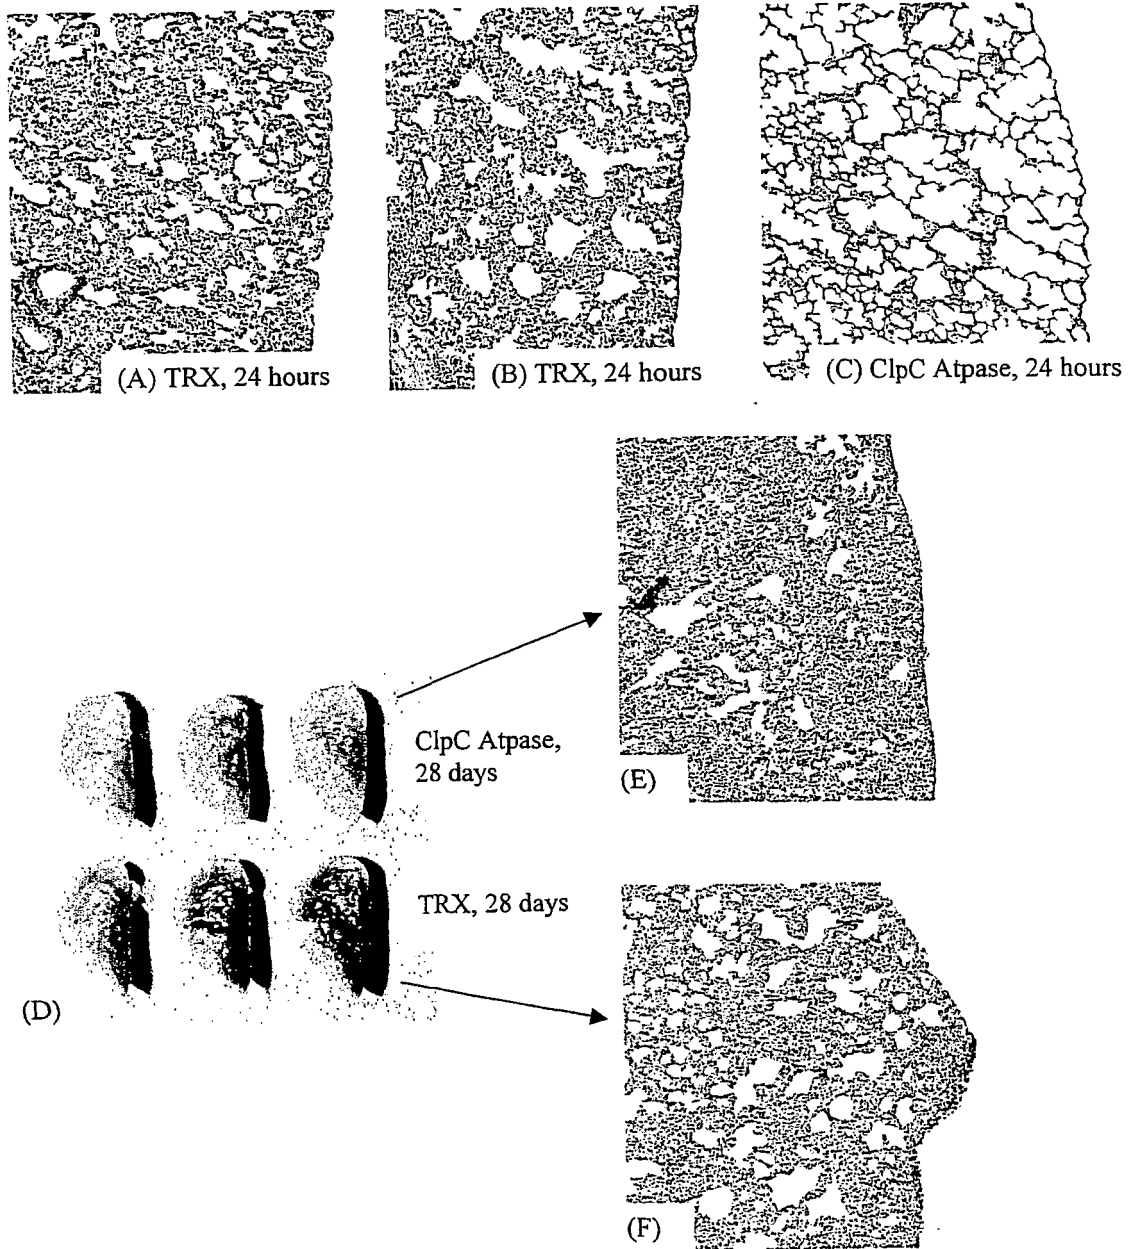 (A) TRX, 24 hours
(B) TRX, 24 hours
(C) ClpC Atpase, 24 hours
ClpC Atpase,
28 days
(E)
TRX, 28 days
(D)
(F)